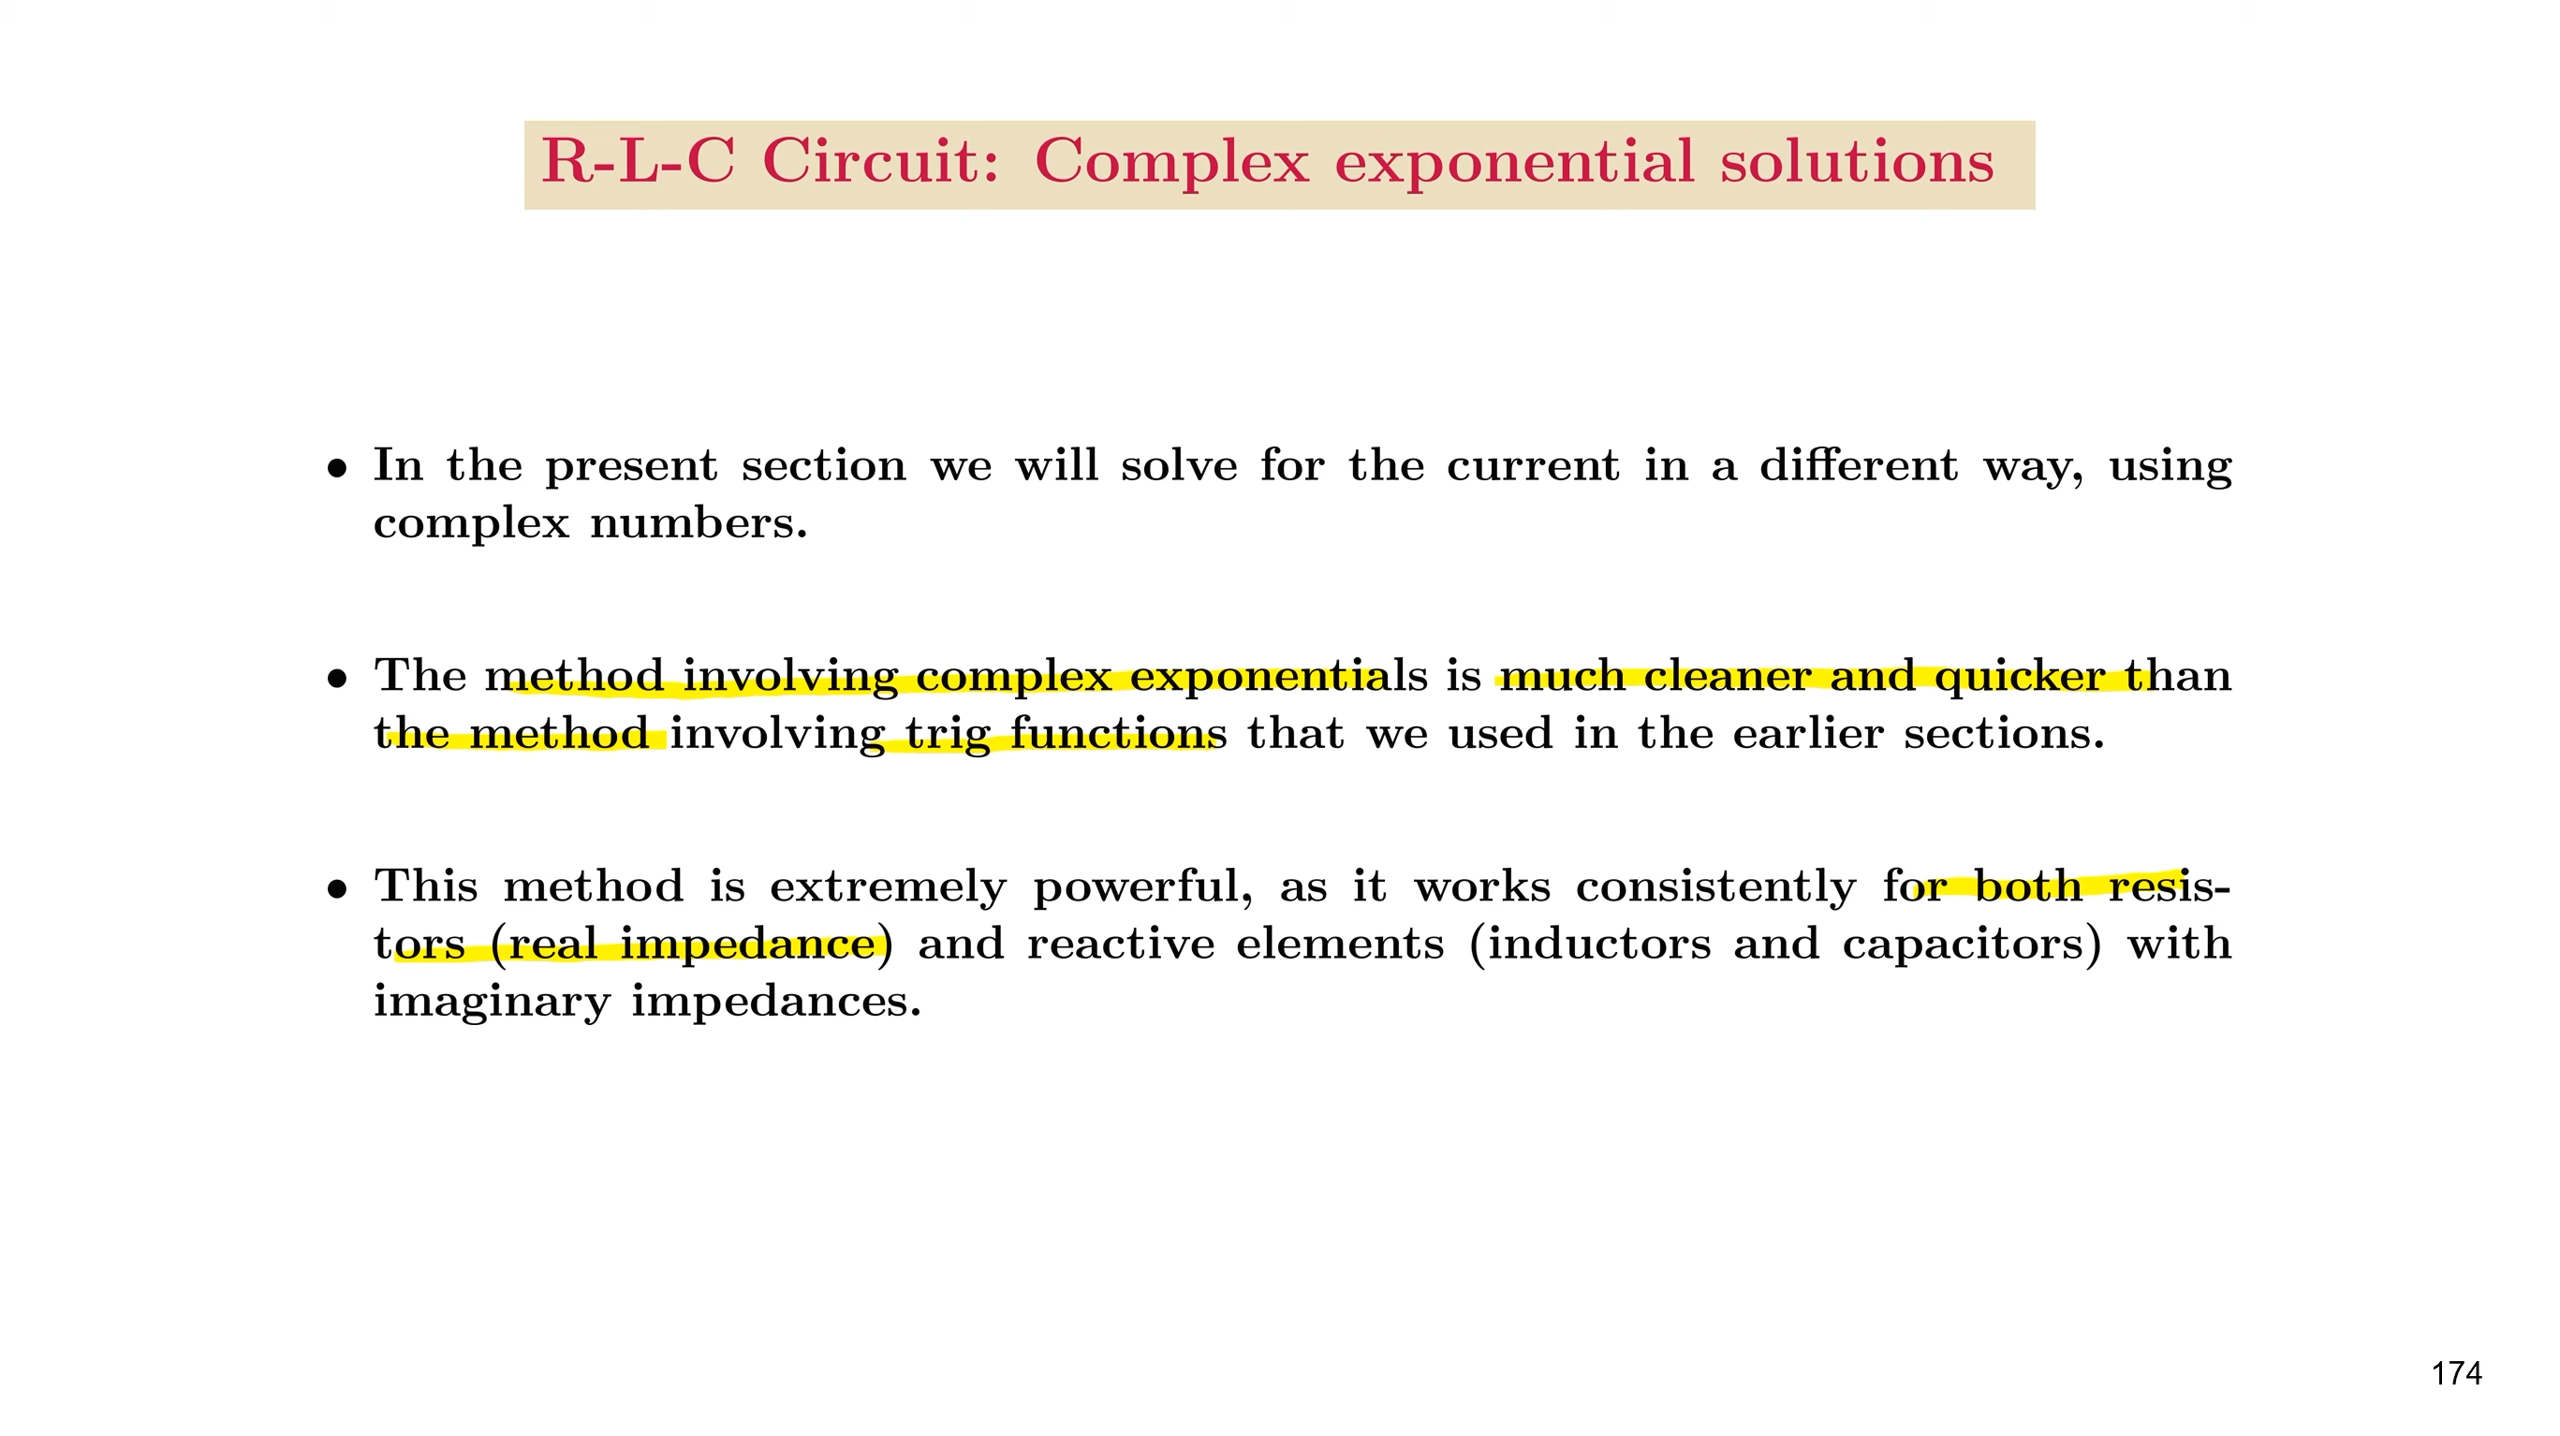 R-L-C Circuit: Complex exponential solutions
• In the present section we will solve for the current in a different way, using
complex numbers.
• The method involving complex exponentials is much cleaner and quicker than
the method involving trig functions that we used in the earlier sections.
• This method is extremely powerful, as it works consistently for both resis-
tors (real impedance) and reactive elements (inductors and capacitors) with
imaginary impedances.
174